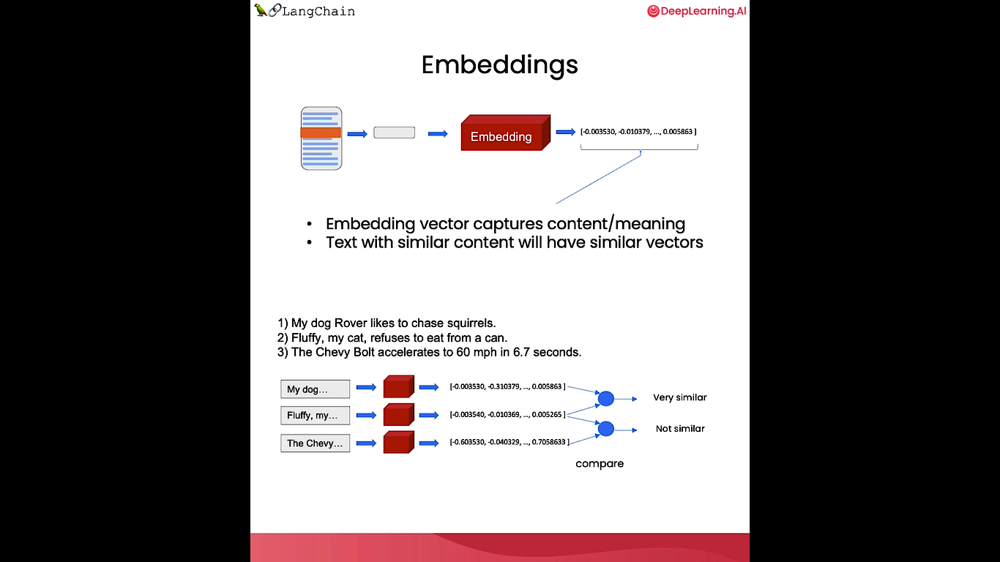 LangChain
DeepLearning.AI
Embeddings
Embedding
[-0.003530, -0.010379, ..., 0.005863 ]
• Embedding vector captures content/meaning
• Text with similar content will have similar vectors
1) My dog Rover likes to chase squirrels.
2) Fluffy, my cat, refuses to eat from a can.
3) The Chevy Bolt accelerates to 60 mph in 6.7 seconds.
My dog...
[-0.003530, -0.310379, ..., 0.005863 ]
Very similar
Fluffy, my...
[-0.003540, -0.010369, ..., 0.005265 ]
Not similar
The Chevy...
[-0.603530, -0.040329, ..., 0.7058633 ]
compare